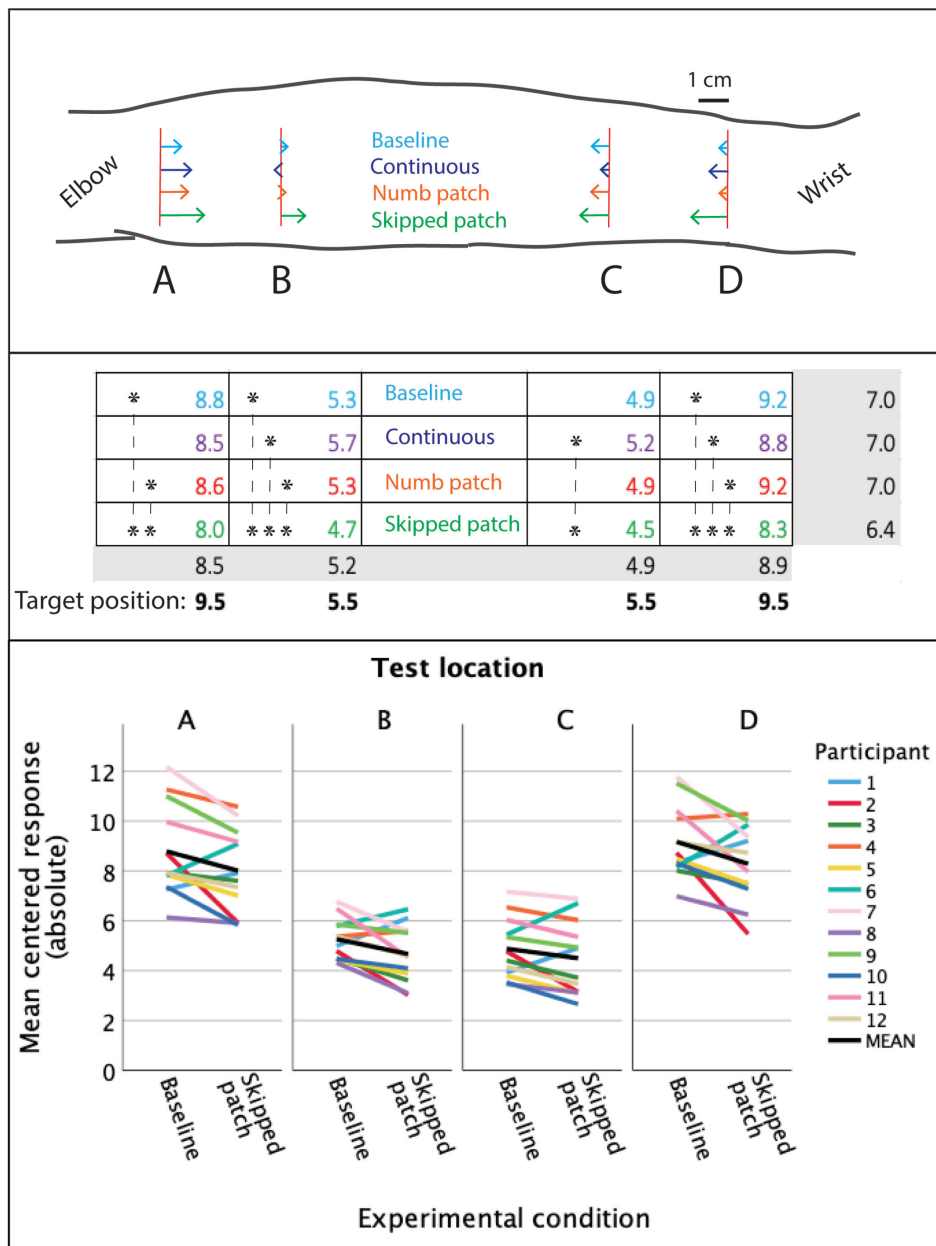 1 cm
Elbow
Baseline
Continuous
Numb patch
Skipped patch
Wrist
A B C D
* 8.8 * 5.3 Baseline 4.9 * 9.2 7.0
8.5 * 5.7 Continuous * 5.2 * 8.8 7.0
* 8.6 * 5.3 Numb patch 4.9 * 9.2 7.0
** 8.0 *** 4.7 Skipped patch * 4.5 *** 8.3 6.4
8.5 5.2 4.9 8.9
Target position: 9.5 5.5 5.5 9.5
Test location
A B C D
Mean centered response
(absolute)
12
10
8
6
4
2
0
Participant
1
2
3
4
5
6
7
8
9
10
11
12
MEAN
Baseline
Skipped
patch
Baseline
Skipped
patch
Baseline
Skipped
patch
Baseline
Skipped
patch
Experimental condition